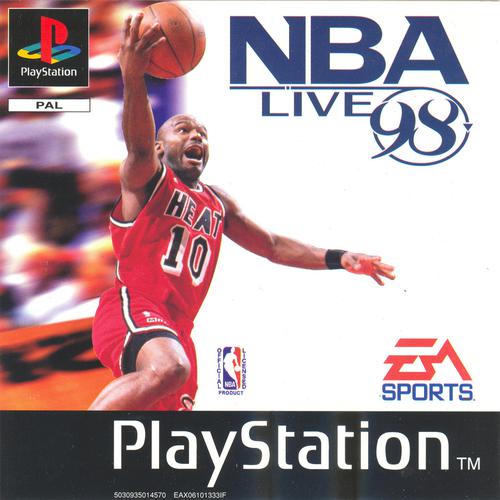 PlayStation
PAL
NBA
LIVE 98
HEAT
10
OFFICIAL
LICENSED
NBA
PRODUCT
EA
SPORTS
PlayStation TM
5030935014570 EAX06101333IF